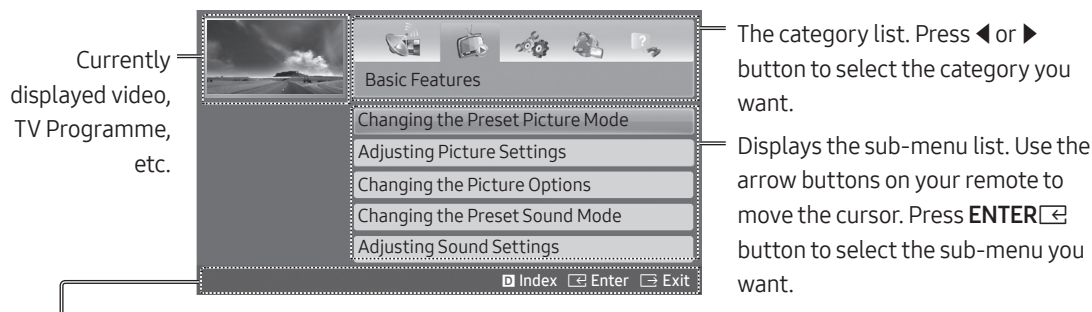 Currently
displayed video,
TV Programme,
etc.
Basic Features
Changing the Preset Picture Mode
Adjusting Picture Settings
Changing the Picture Options
Changing the Preset Sound Mode
Adjusting Sound Settings
D Index Enter Exit
The category list. Press ◀ or ▶
button to select the category you
want.
Displays the sub-menu list. Use the
arrow buttons on your remote to
move the cursor. Press ENTER
button to select the sub-menu you
want.